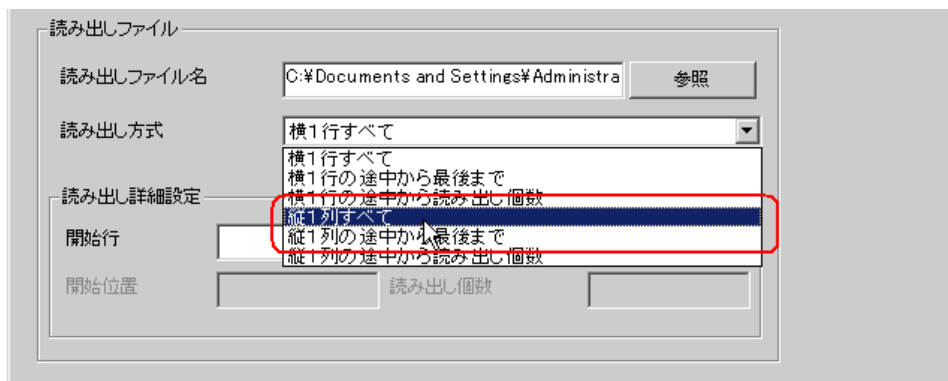 読み出しファイル
読み出しファイル名
C:¥Documents and Settings¥Administra
参照
読み出し方式
横1行すべて
横1行すべて
横1行の途中から最後まで
横1行の途中から読み出し個数
縦1列すべて
縦1列の途中から最後まで
縦1列の途中から読み出し個数
読み出し詳細設定
開始行
開始位置
読み出し個数